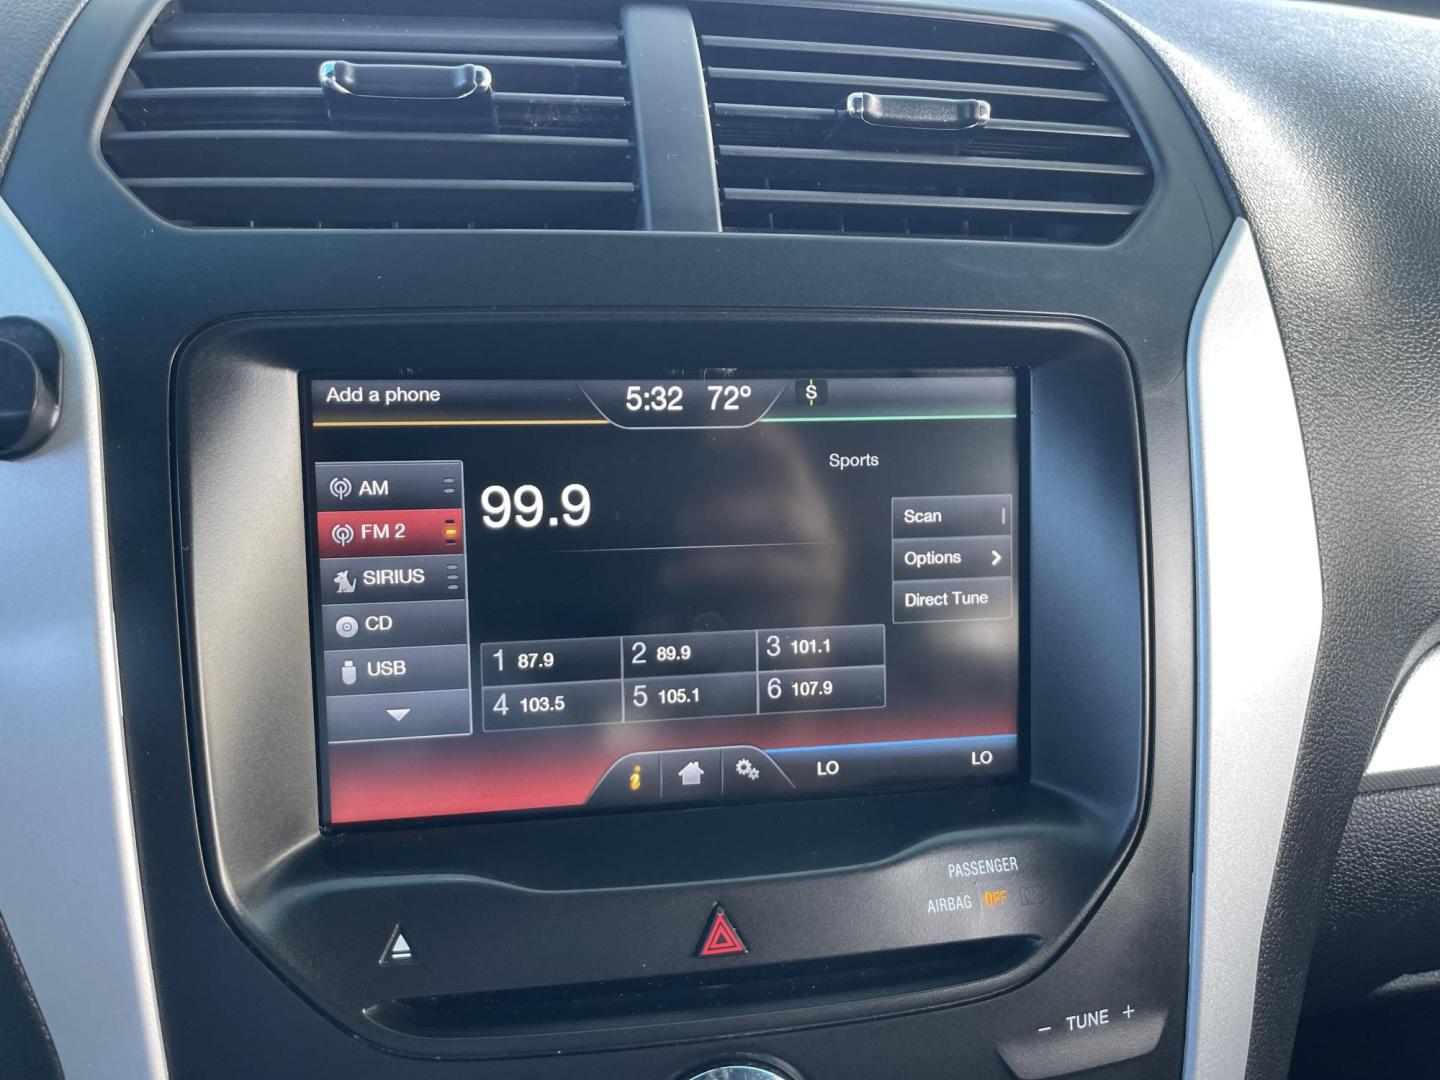 Add a phone 5:32 72° S
Sports
AM
FM 2
SIRIUS
CD
USB
99.9
Scan
Options
Direct Tune
1 87.9 2 89.9 3 101.1
4 103.5 5 105.1 6 107.9
i LO LO
PASSENGER
AIRBAG OFF
- TUNE +